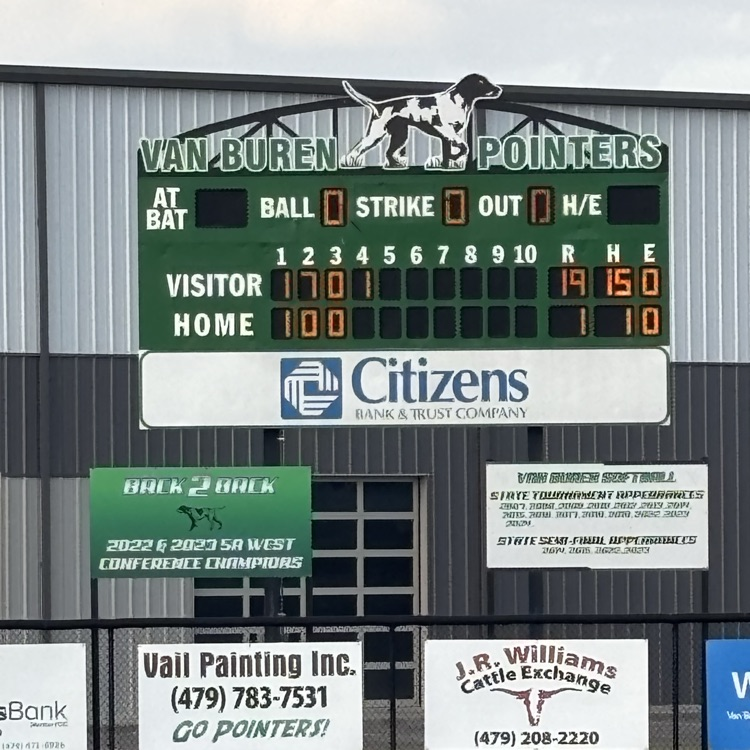 VAN BUREN POINTERS
AT BAT BALL 0 STRIKE 0 OUT 0 H/E
1 2 3 4 5 6 7 8 9 10 R H E
VISITOR 1 7 0 1 19 15 0
HOME 1 0 0 1 1 0
Citizens
BANK & TRUST COMPANY
BACK 2 BACK
2022 & 2023 5A WEST
CONFERENCE CHAMPIONS
VAN BUREN SOFTBALL
STATE TOURNAMENT APPEARANCES
STATE SEMI-FINAL APPEARANCES
sBank
Vail Painting Inc.
(479) 783-7531
GO POINTERS!
J.R. Williams
Cattle Exchange
(479) 208-2220
W